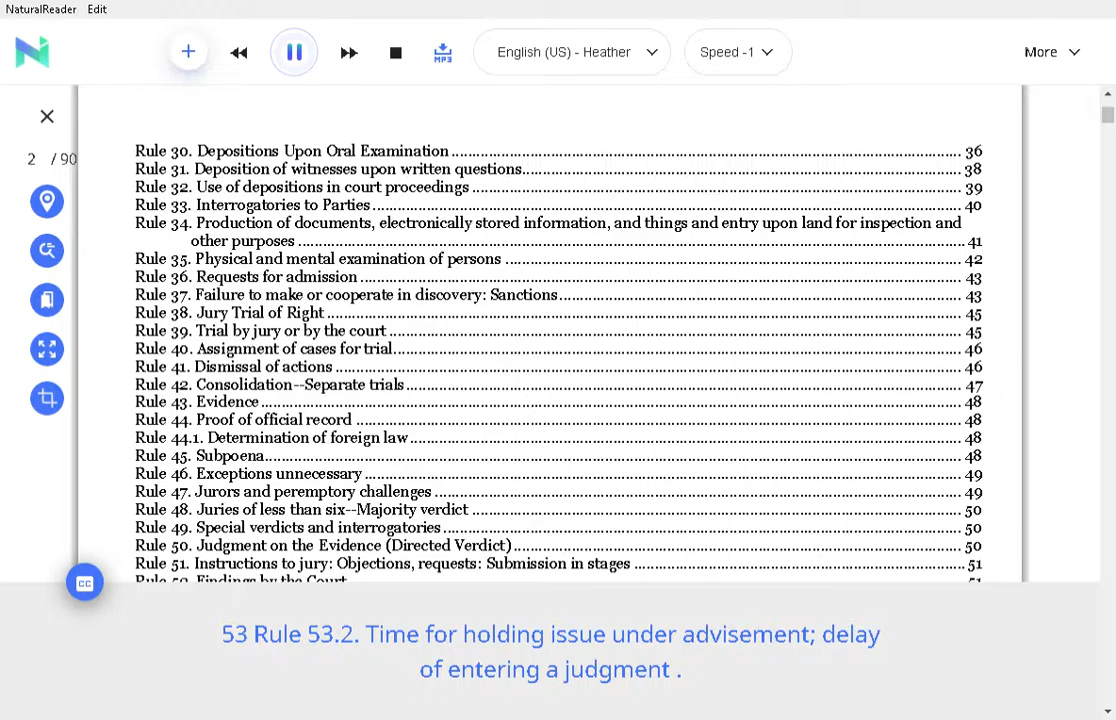 NaturalReader Edit
MP3
English (US) - Heather
Speed -1
More
2 / 90
Rule 30. Depositions Upon Oral Examination ........ 36
Rule 31. Deposition of witnesses upon written questions........ 38
Rule 32. Use of depositions in court proceedings ........ 39
Rule 33. Interrogatories to Parties ........ 40
Rule 34. Production of documents, electronically stored information, and things and entry upon land for inspection and
other purposes ........ 41
Rule 35. Physical and mental examination of persons ........ 42
Rule 36. Requests for admission ........ 43
Rule 37. Failure to make or cooperate in discovery: Sanctions ........ 43
Rule 38. Jury Trial of Right ........ 45
Rule 39. Trial by jury or by the court ........ 45
Rule 40. Assignment of cases for trial........ 46
Rule 41. Dismissal of actions ........ 46
Rule 42. Consolidation--Separate trials ........ 47
Rule 43. Evidence ........ 48
Rule 44. Proof of official record ........ 48
Rule 44.1. Determination of foreign law ........ 48
Rule 45. Subpoena........ 48
Rule 46. Exceptions unnecessary ........ 49
Rule 47. Jurors and peremptory challenges ........ 49
Rule 48. Juries of less than six--Majority verdict ........ 50
Rule 49. Special verdicts and interrogatories ........ 50
Rule 50. Judgment on the Evidence (Directed Verdict) ........ 50
Rule 51. Instructions to jury: Objections, requests: Submission in stages ........ 51
Rule 52. Findings by the Court ........ 51
CC
53 Rule 53.2. Time for holding issue under advisement; delay
of entering a judgment .